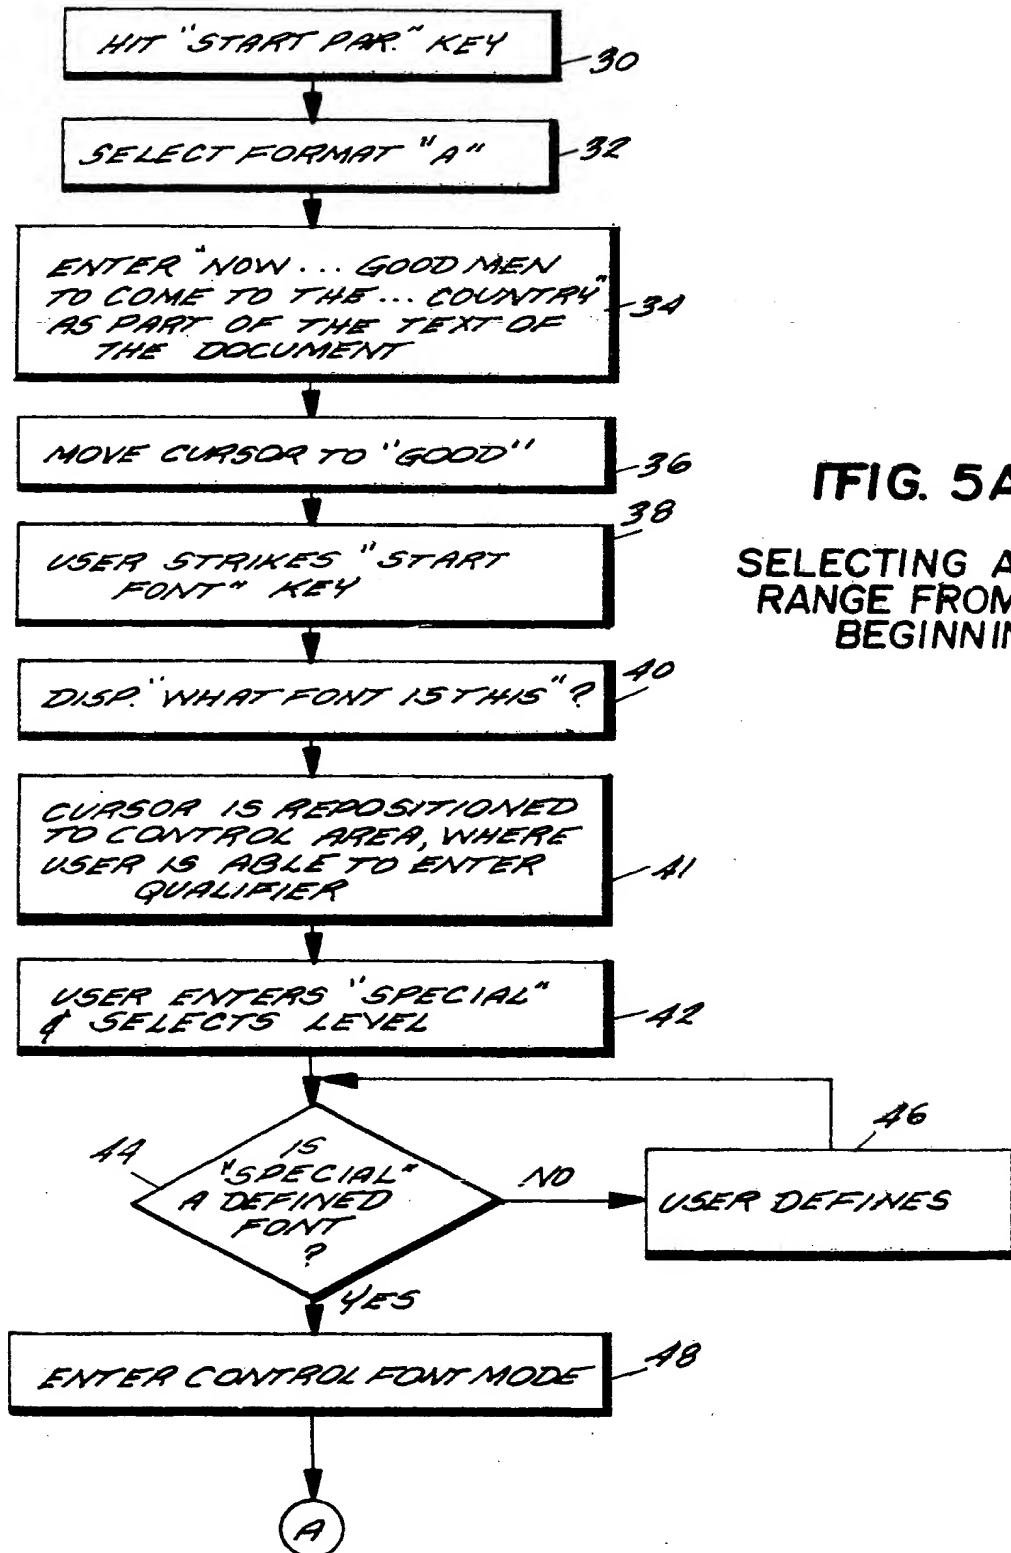 HIT "START PAR." KEY
30
SELECT FORMAT "A"
32
ENTER "NOW ... GOOD MEN
TO COME TO THE ... COUNTRY"
AS PART OF THE TEXT OF
THE DOCUMENT
34
MOVE CURSOR TO "GOOD"
36
FIG. 5A
SELECTING A
RANGE FROM
BEGINNIN
USER STRIKES "START
FONT" KEY
38
DISP. "WHAT FONT IS THIS"?
40
CURSOR IS REPOSITIONED
TO CONTROL AREA, WHERE
USER IS ABLE TO ENTER
QUALIFIER
41
USER ENTERS "SPECIAL"
& SELECTS LEVEL
42
44
IS
"SPECIAL"
A DEFINED
FONT
?
NO
46
USER DEFINES
YES
ENTER CONTROL FONT MODE
48
A